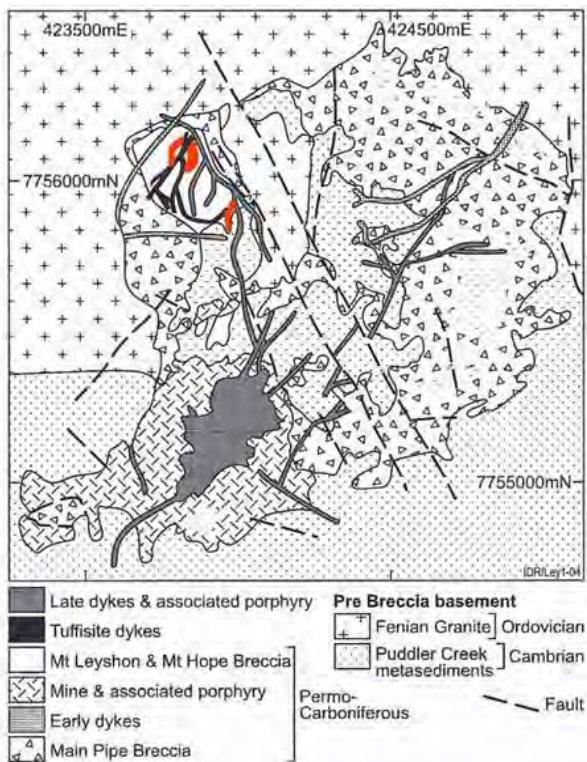 423500mE
424500mE
7756000mN
7755000mN
IDR/Ley1-04
Late dykes & associated porphyry
Tuffisite dykes
Mt Leyshon & Mt Hope Breccia
Mine & associated porphyry
Early dykes
Main Pipe Breccia
Permo-
Carboniferous
Pre Breccia basement
Fenian Granite
Ordovician
Puddler Creek
metasediments
Cambrian
Fault